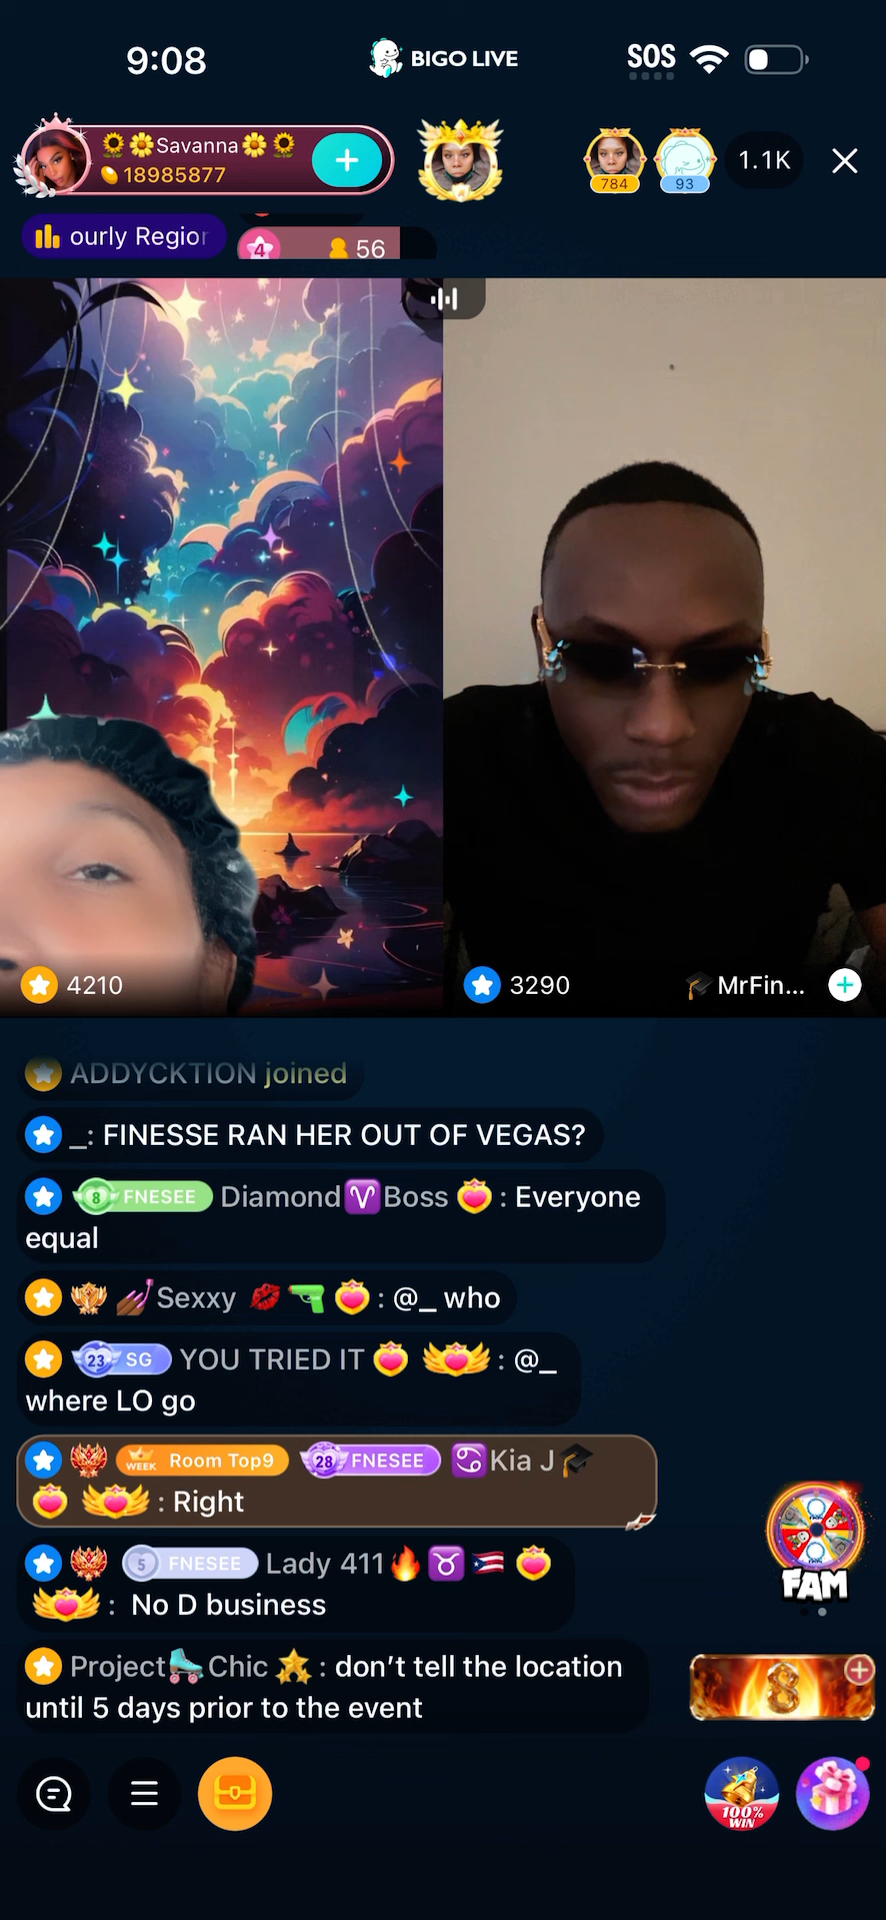 9:08
BIGO LIVE
SOS
🌻🌼Savanna🌼🌻
18985877
784
93
1.1K
ourly Region
4
56
4210
3290
🎓MrFin...
ADDYCKTION joined
_: FINESSE RAN HER OUT OF VEGAS?
8 FNESEE Diamond♈Boss : Everyone
equal
💅🏾Sexxy 💋🔫 : @_ who
23 SG YOU TRIED IT : @_
where LO go
WEEK Room Top9 28 FNESEE ♋Kia J🎓
: Right
5 FNESEE Lady 411🔥♉🇵🇷
: No D business
FAM
Project🛼Chic : don’t tell the location
until 5 days prior to the event
8
100%
WIN